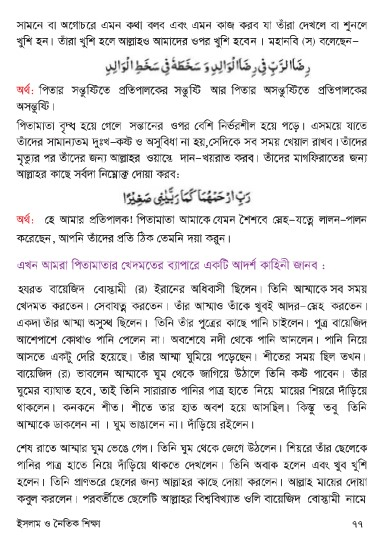 সামনে বা অগোচরে এমন কথা বলব এবং এমন কাজ করব যা তাঁরা দেখলে বা শুনলে
খুশি হন। তাঁরা খুশি হলে আল্লাহও আমাদের ওপর খুশি হবেন । মহানবি (স) বলেছেন–
رِضَا الرَّبِّ فِي رِضَا الْوَالِدِ وَسَخَطُهُ فِي سَخَطِ الْوَالِدِ
অর্থ: পিতার সন্তুষ্টিতে প্রতিপালকের সন্তুষ্টি আর পিতার অসন্তুষ্টিতে প্রতিপালকের
অসন্তুষ্টি।
পিতামাতা বৃদ্ধ হয়ে গেলে সন্তানের ওপর বেশি নির্ভরশীল হয়ে পড়ে। এসময়ে যাতে
তাঁদের সামান্যতম দুঃখ-কষ্ট ও অসুবিধা না হয়,সেদিকে সব সময় খেয়াল রাখব।তাঁদের
মৃত্যুর পর তাঁদের জন্য আল্লাহর ওয়াস্তে দান-খয়রাত করব। তাঁদের মাগফিরাতের জন্য
আল্লাহর কাছে সর্বদা নিম্নোক্ত দোয়া করব:
رَبِّ ارْحَمْهُمَا كَمَا رَبَّيَانِي صَغِيرًا
অর্থ: হে আমার প্রতিপালক! পিতামাতা আমাকে যেমন শৈশবে স্নেহ-যত্নে লালন-পালন
করেছেন, আপনি তাঁদের প্রতি ঠিক তেমনি দয়া করুন।
এখন আমরা পিতামাতার খেদমতের ব্যাপারে একটি আদর্শ কাহিনী জানব :
হযরত বায়েজিদ বোস্তামী (র) ইরানের অধিবাসী ছিলেন। তিনি আম্মাকে সব সময়
খেদমত করতেন। সেবাযত্ন করতেন। তাঁর আম্মাও তাঁকে খুবই আদর-স্নেহ করতেন।
একদা তাঁর আম্মা অসুস্থ ছিলেন। তিনি তাঁর পুত্রের কাছে পানি চাইলেন। পুত্র বায়েজিদ
আশেপাশে কোথাও পানি পেলেন না। অবশেষে নদী থেকে পানি আনলেন। পানি নিয়ে
আসতে একটু দেরি হয়েছে। তাঁর আম্মা ঘুমিয়ে পড়েছেন। শীতের সময় ছিল তখন।
বায়েজিদ (র) ভাবলেন আম্মাকে ঘুম থেকে জাগিয়ে উঠালে তিনি কষ্ট পাবেন। তাঁর
ঘুমের ব্যাঘাত হবে, তাই তিনি সারারাত পানির পাত্র হাতে নিয়ে মায়ের শিয়রে দাঁড়িয়ে
থাকলেন। কনকনে শীত। শীতে তার হাত অবশ হয়ে আসছিল। কিন্তু তবু তিনি
আম্মাকে ডাকলেন না । ঘুম ভাঙালেন না। দাঁড়িয়ে রইলেন।
শেষ রাতে আম্মার ঘুম ভেঙে গেল। তিনি ঘুম থেকে জেগে উঠলেন। শিয়রে তাঁর ছেলেকে
পানির পাত্র হাতে নিয়ে দাঁড়িয়ে থাকতে দেখলেন। তিনি অবাক হলেন এবং খুব খুশি
হলেন। তিনি প্রাণভরে ছেলের জন্য আল্লাহর কাছে দোয়া করলেন। আল্লাহ মায়ের দোয়া
কবুল করলেন। পরবর্তীতে ছেলেটি আল্লাহর বিশ্ববিখ্যাত ওলি বায়েজিদ বোস্তামী নামে
ইসলাম ও নৈতিক শিক্ষা ৭৭